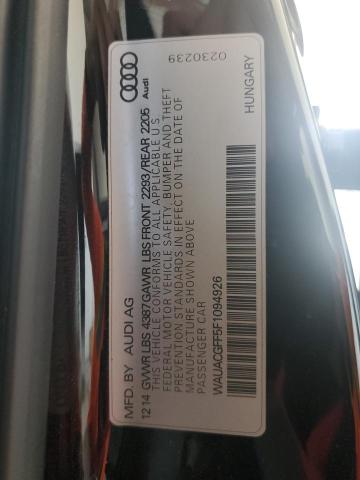 MFD. BY AUDI AG
12 14 GVWR LBS 4387 GAWR LBS FRONT 2293/REAR 2205
THIS VEHICLE CONFORMS TO ALL APPLICABLE U.S.
FEDERAL MOTOR VEHICLE SAFETY, BUMPER AND THEFT
PREVENTION STANDARDS IN EFFECT ON THE DATE OF
MANUFACTURE SHOWN ABOVE
PASSENGER CAR
WAUACGFF5F1094926
Audi
0230239
HUNGARY